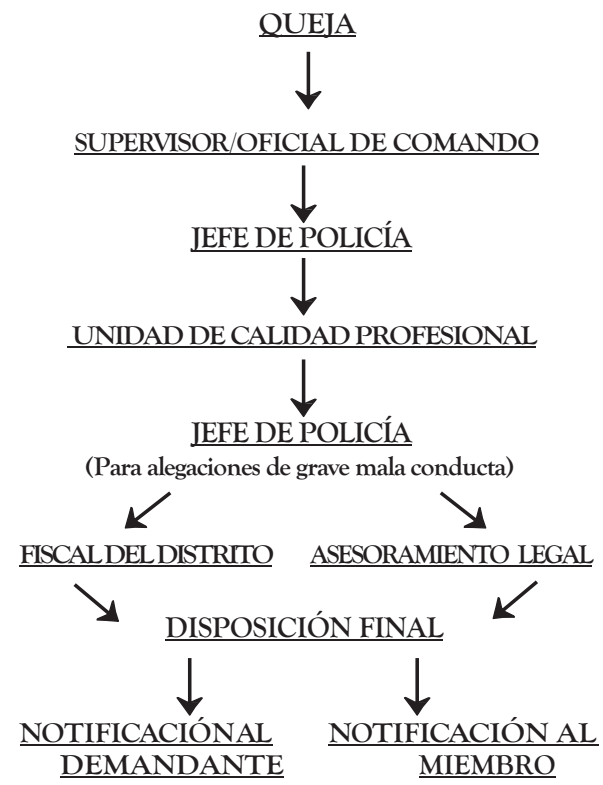 QUEJA
SUPERVISOR/OFICIAL DE COMANDO
JEFE DE POLICÍA
UNIDAD DE CALIDAD PROFESIONAL
JEFE DE POLICÍA
(Para alegaciones de grave mala conducta)
FISCAL DEL DISTRITO
ASESORAMIENTO LEGAL
DISPOSICIÓN FINAL
NOTIFICACIÓNAL
DEMANDANTE
NOTIFICACIÓN AL
MIEMBRO